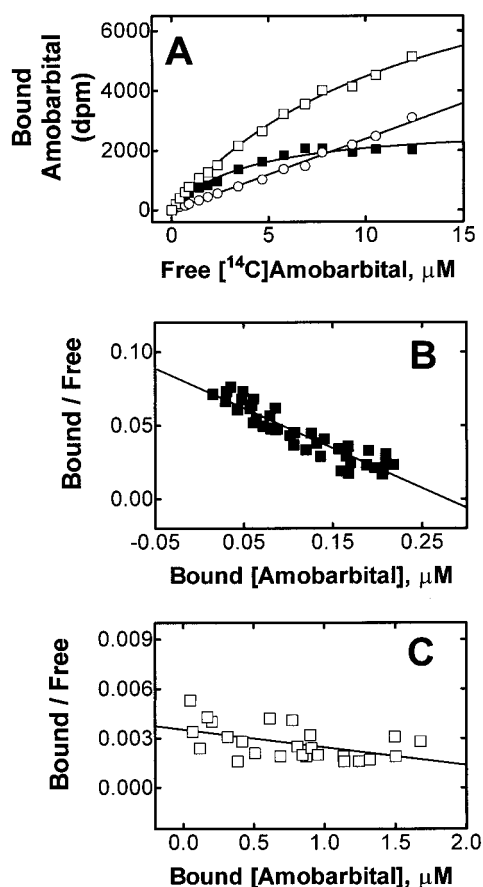 A
6000
4000
2000
0
Bound
Amobarbital
(dpm)
0 5 10 15
Free [¹⁴C]Amobarbital, μM
B
0.10
0.05
0.00
Bound / Free
-0.05 0.05 0.15 0.25
Bound [Amobarbital], μM
C
0.009
0.006
0.003
0.000
Bound / Free
0.0 0.5 1.0 1.5 2.0
Bound [Amobarbital], μM